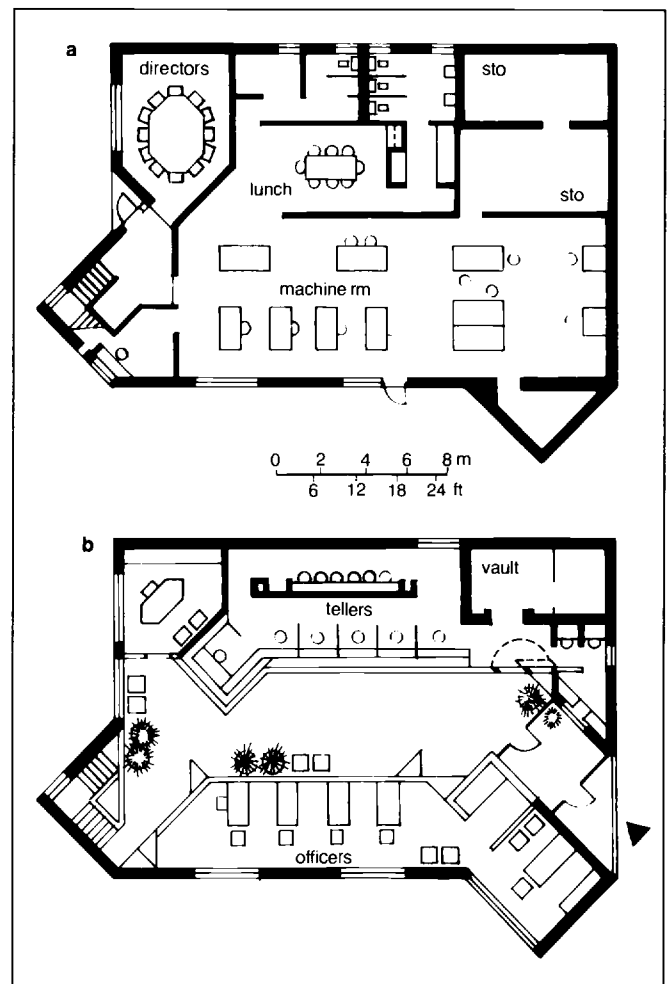 a
directors
sto
lunch
sto
machine rm
0 2 4 6 8 m
6 12 18 24 ft
b
vault
tellers
officers